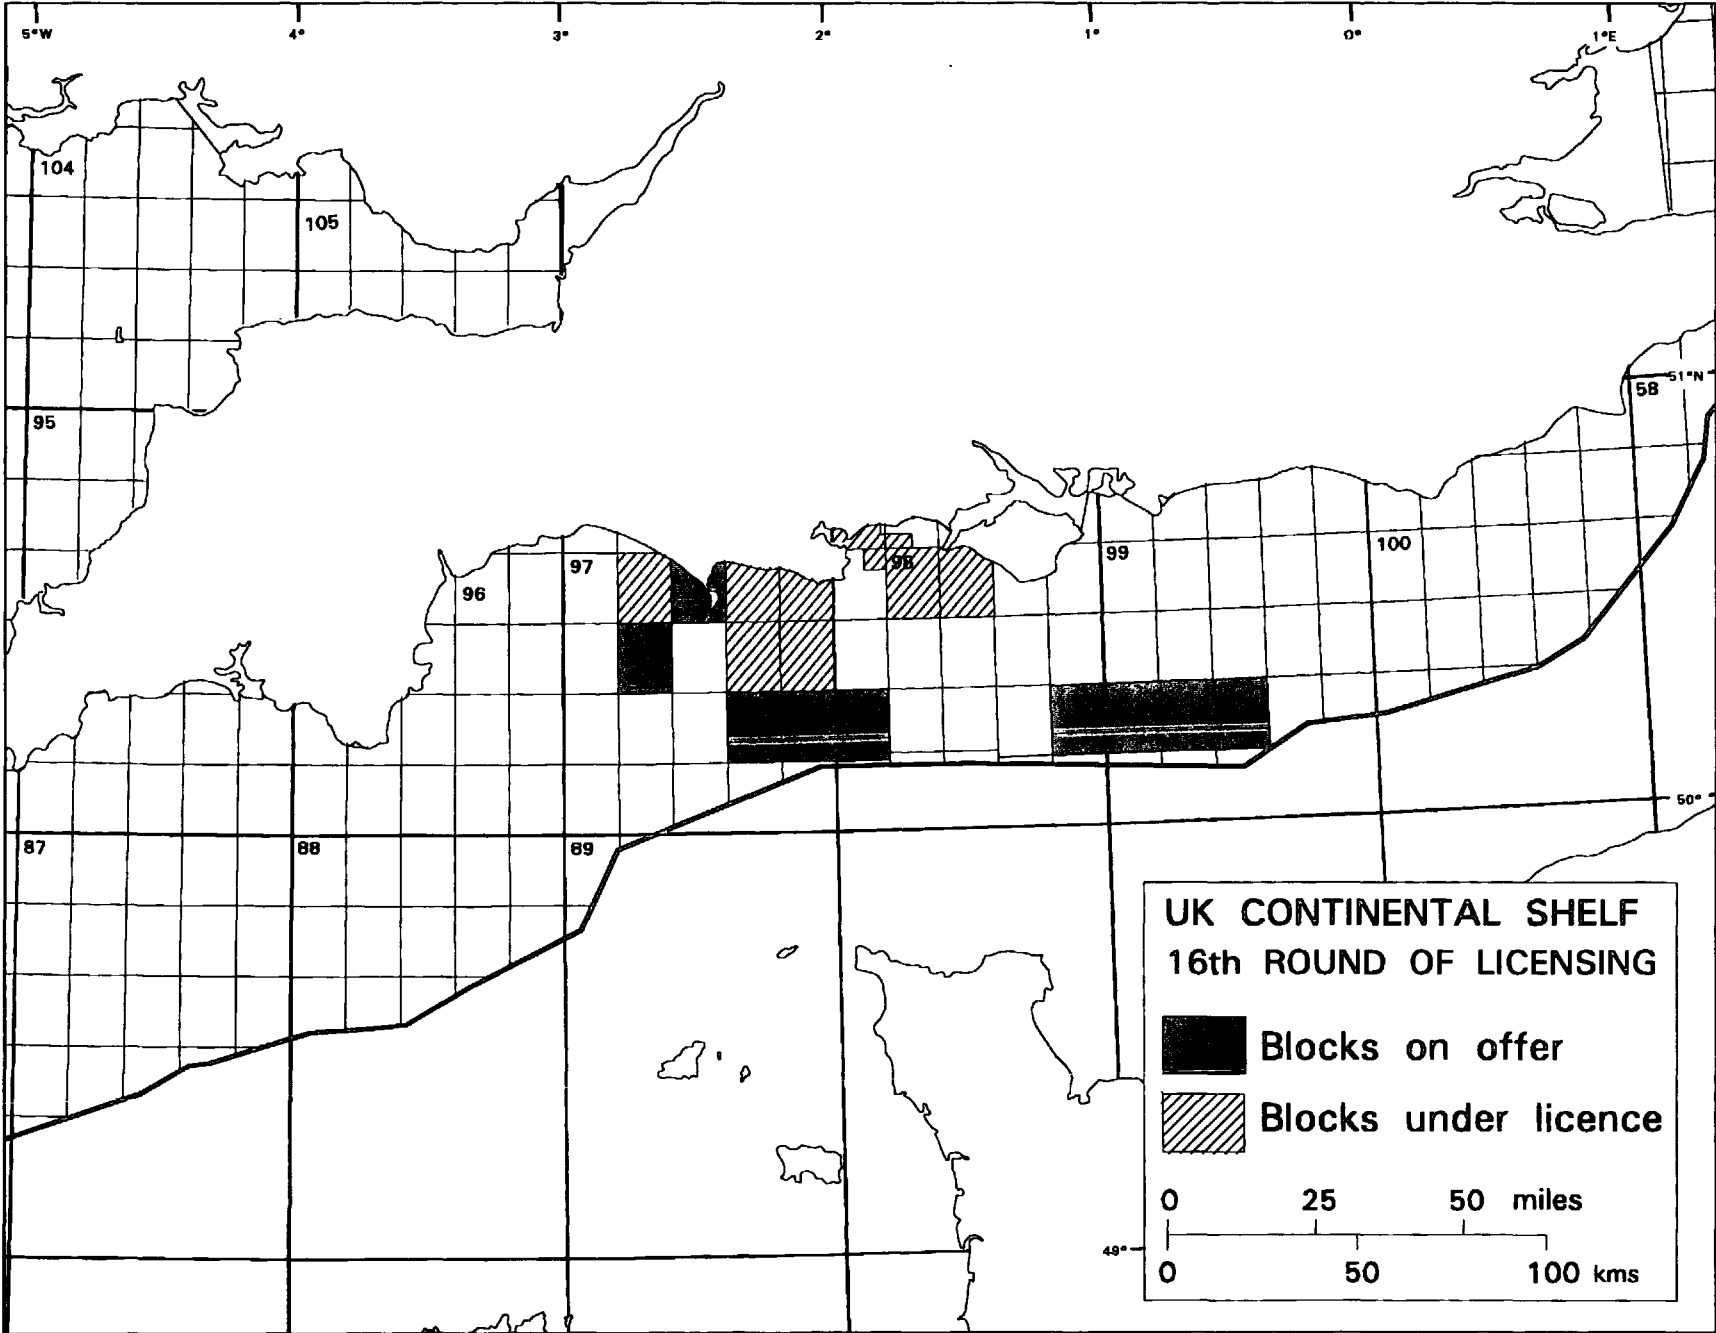 5°W 4° 3° 2° 1° 0° 1°E
104
105
51°N
58
95
99
100
98
97
96
50°
87
88
89
UK CONTINENTAL SHELF
16th ROUND OF LICENSING
Blocks on offer
Blocks under licence
0 25 50 miles
0 50 100 kms
49°